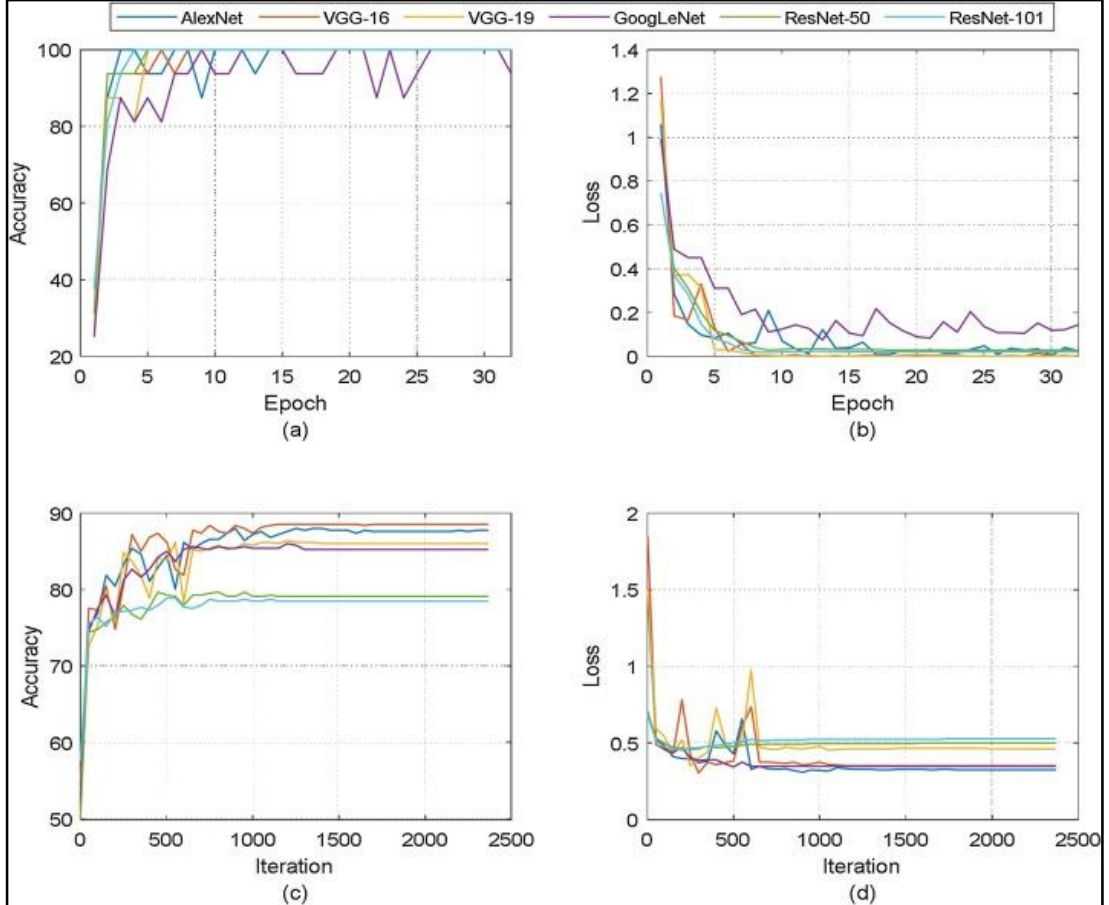 AlexNet VGG-16 VGG-19 GoogLeNet ResNet-50 ResNet-101
100
80
60
40
20
Accuracy
0 5 10 15 20 25 30
Epoch
(a)
1.4
1.2
1
0.8
0.6
0.4
0.2
0
Loss
0 5 10 15 20 25 30
Epoch
(b)
90
80
70
60
50
Accuracy
0 500 1000 1500 2000 2500
Iteration
(c)
2
1.5
1
0.5
0
Loss
0 500 1000 1500 2000 2500
Iteration
(d)